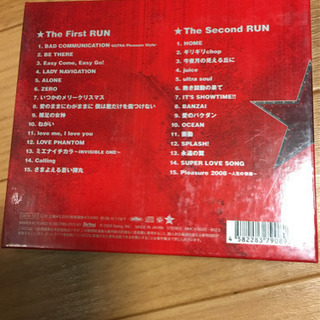 ★The First RUN
1. BAD COMMUNICATION -ULTRA Pleasure Style-
2. BE THERE
3. Easy Come, Easy Go!
4. LADY NAVIGATION
5. ALONE
6. ZERO
7. いつかのメリークリスマス
8. 愛のままにわがままに 僕は君だけを傷つけない
9. 裸足の女神
10. ねがい
11. love me, I love you
12. LOVE PHANTOM
13. ミエナイチカラ ~INVISIBLE ONE~
14. Calling
15. さまよえる蒼い弾丸
★The Second RUN
1. HOME
2. ギリギリchop
3. 今夜月の見える丘に
4. juice
5. ultra soul
6. 熱き鼓動の果て
7. IT'S SHOWTIME!!
8. BANZAI
9. 愛のバクダン
10. OCEAN
11. 衝動
12. SPLASH!
13. 永遠の翼
14. SUPER LOVE SONG
15. Pleasure 2008 ~人生の快楽~
MADE IN JAPAN
STEREO
4 582283 79089